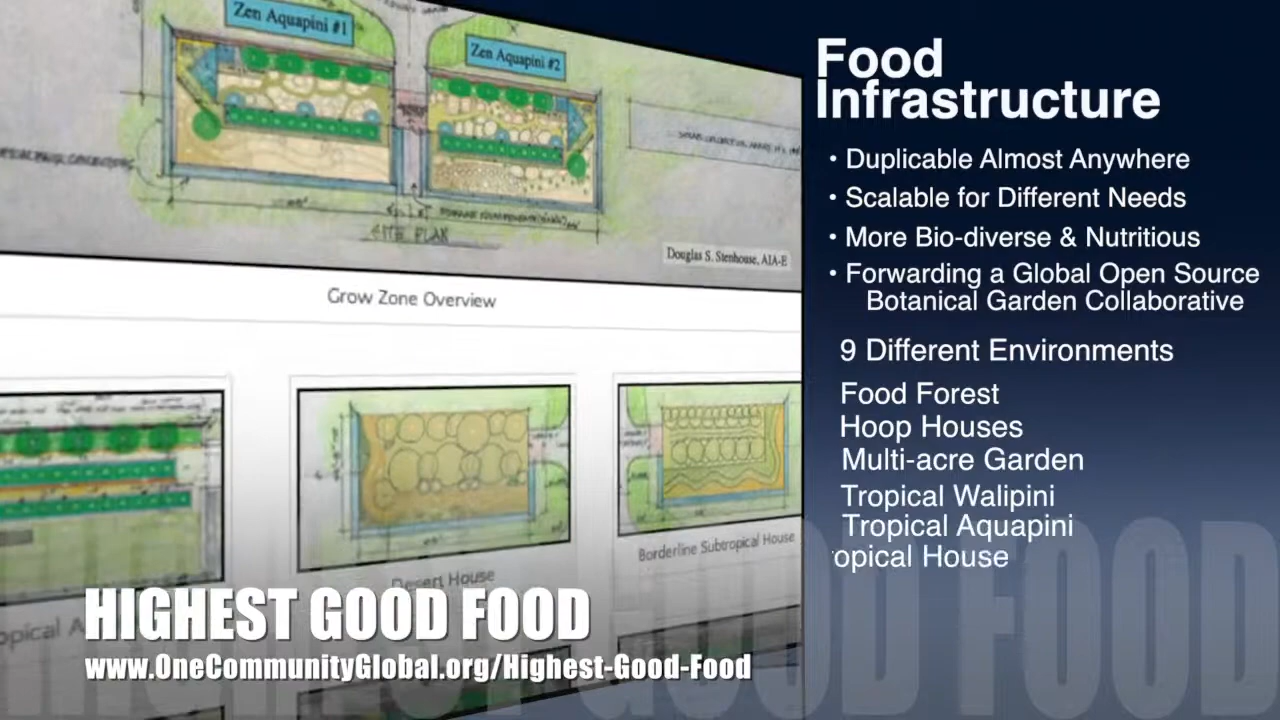 Zen Aquapini #1
Zen Aquapini #2
SITE PLAN
Douglas S. Stenhouse, AIA-E
Grow Zone Overview
Desert House
Borderline Subtropical House
HIGHEST GOOD FOOD
www.OneCommunityGlobal.org/Highest-Good-Food
Food
Infrastructure
• Duplicable Almost Anywhere
• Scalable for Different Needs
• More Bio-diverse & Nutritious
• Forwarding a Global Open Source
Botanical Garden Collaborative
9 Different Environments
Food Forest
Hoop Houses
Multi-acre Garden
Tropical Walipini
Tropical Aquapini
opical House
GOOD FOOD